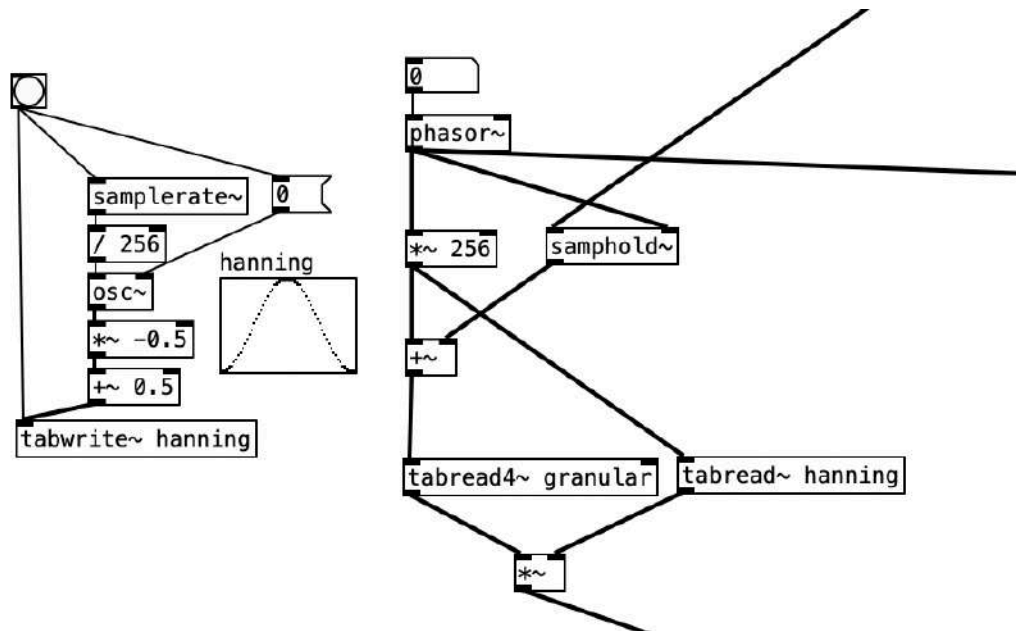 0
phasor~
samplerate~
0
/ 256
*~ 256
samphold~
hanning
osc~
*~ -0.5
+~
+~ 0.5
tabwrite~ hanning
tabread4~ granular
tabread~ hanning
*~